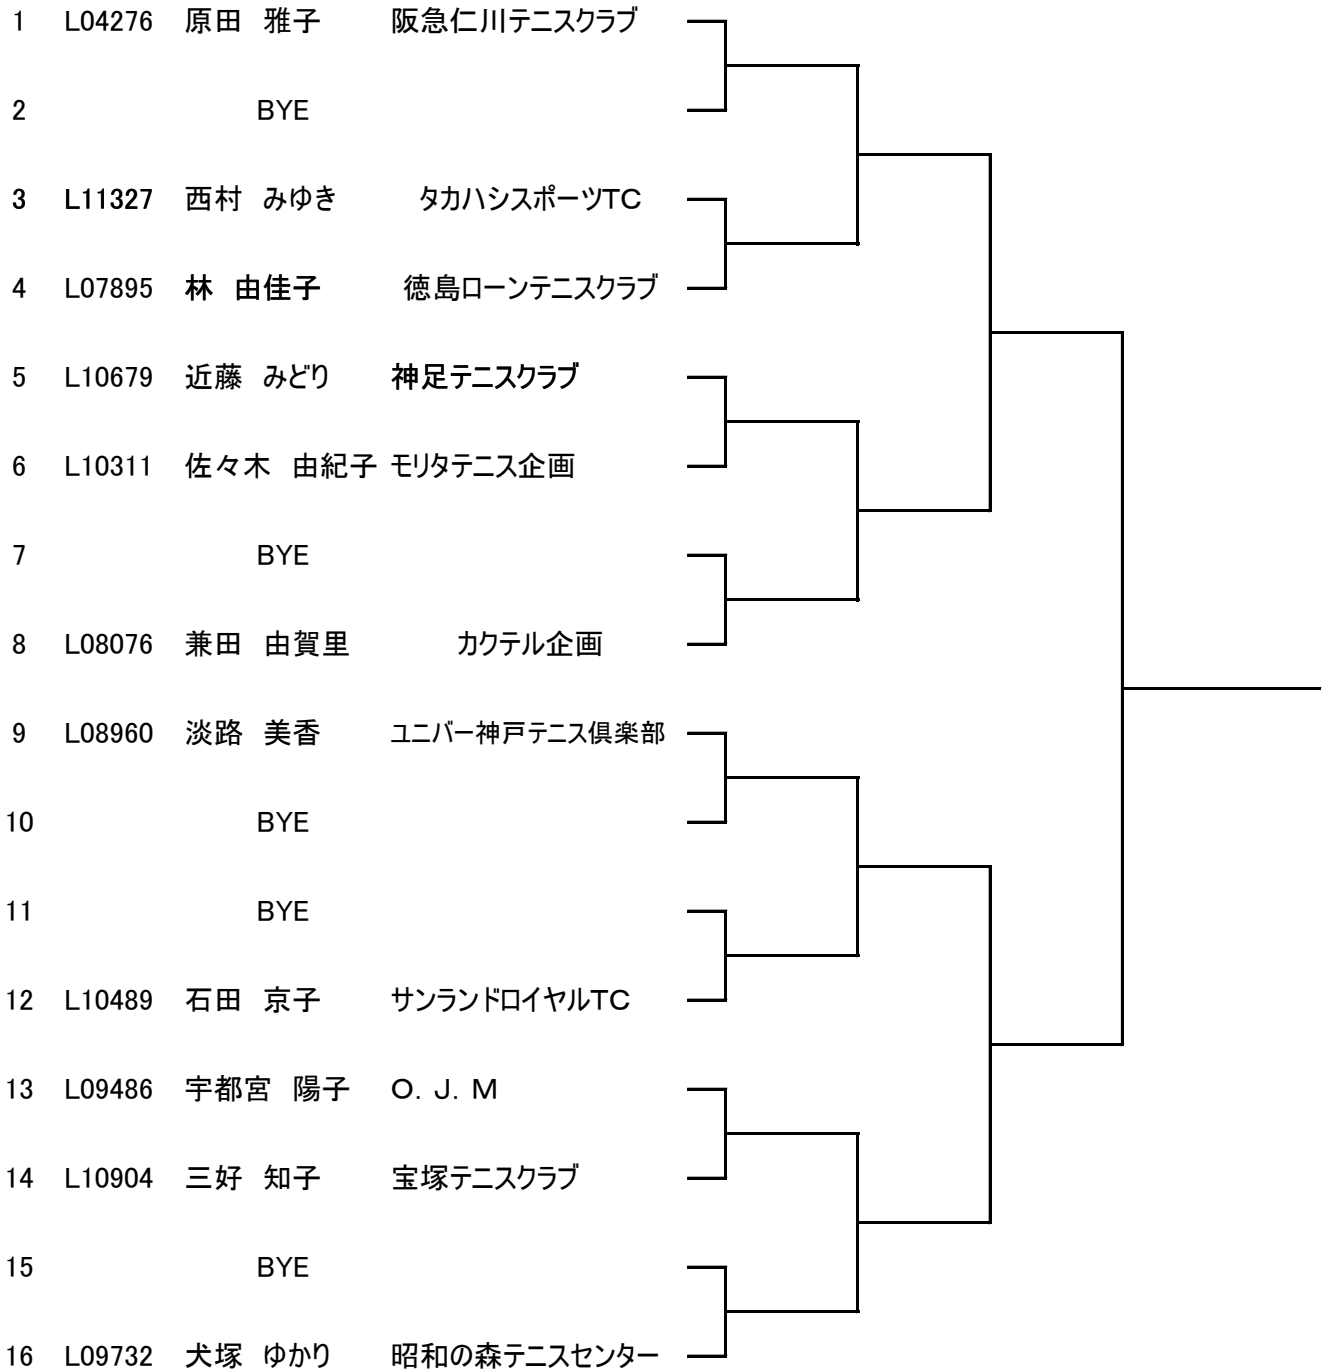 1 L04276 原田 雅子 阪急仁川テニスクラブ
2 BYE
3 L11327 西村 みゆき タカハシスポーツTC
4 L07895 林 由佳子 徳島ローンテニスクラブ
5 L10679 近藤 みどり 神足テニスクラブ
6 L10311 佐々木 由紀子 モリタテニス企画
7 BYE
8 L08076 兼田 由賀里 カクテル企画
9 L08960 淡路 美香 ユニバー神戸テニス倶楽部
10 BYE
11 BYE
12 L10489 石田 京子 サンランドロイヤルTC
13 L09486 宇都宮 陽子 O．J．M
14 L10904 三好 知子 宝塚テニスクラブ
15 BYE
16 L09732 犬塚 ゆかり 昭和の森テニスセンター